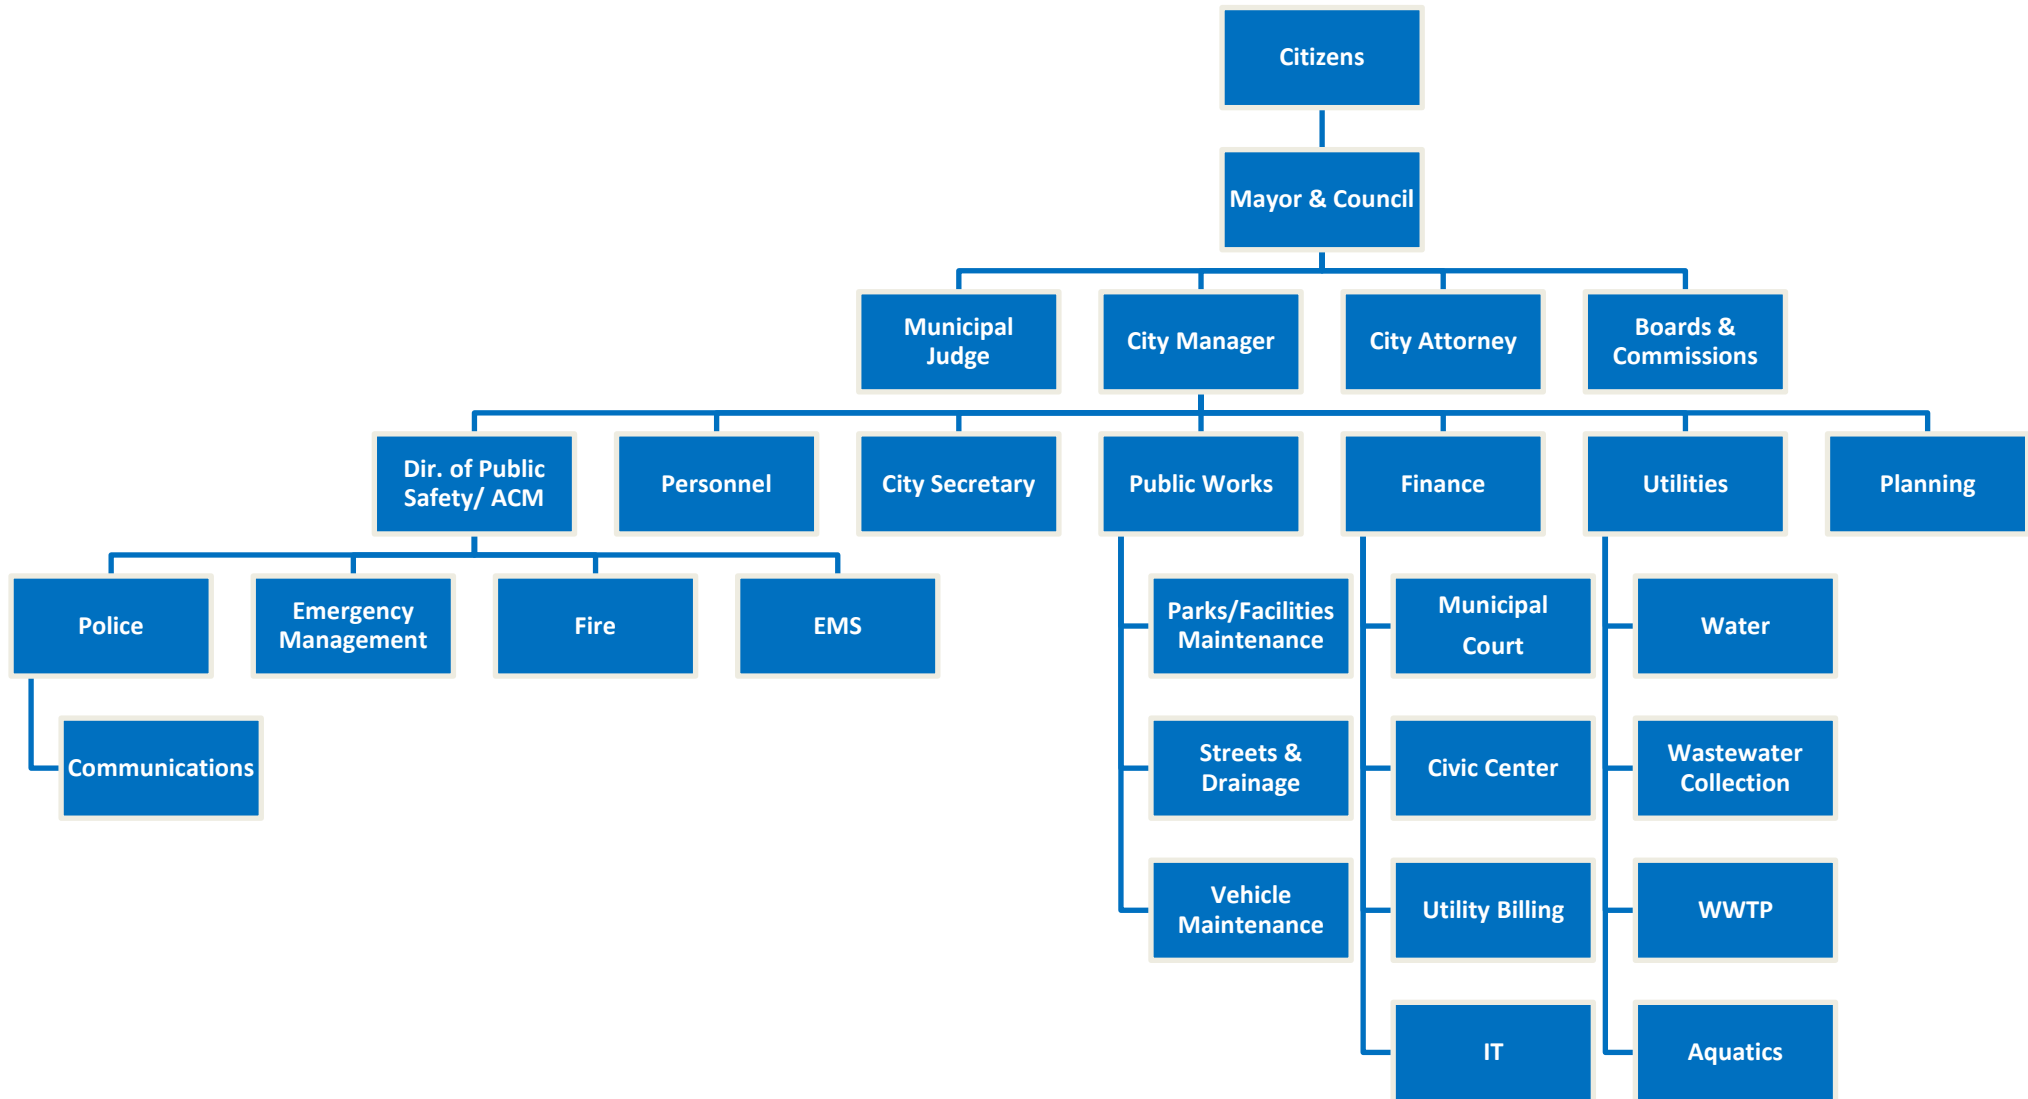 Citizens
Mayor & Council
Municipal
Judge
City Manager
City Attorney
Boards &
Commissions
Dir. of Public
Safety/ ACM
Personnel
City Secretary
Public Works
Finance
Utilities
Planning
Police
Emergency
Management
Fire
EMS
Parks/Facilities
Maintenance
Municipal
Court
Water
Communications
Streets &
Drainage
Civic Center
Wastewater
Collection
Vehicle
Maintenance
Utility Billing
WWTP
IT
Aquatics